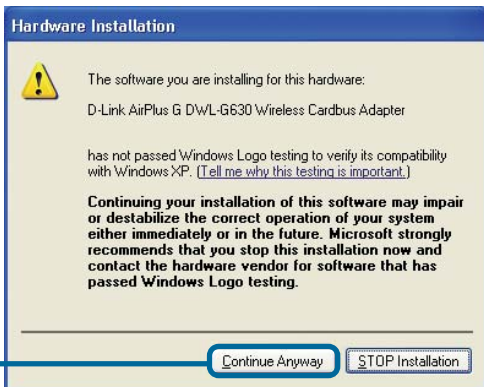 Hardware Installation
The software you are installing for this hardware:
D-Link AirPlus G DWL-G630 Wireless Cardbus Adapter
has not passed Windows Logo testing to verify its compatibility
with Windows XP. (Tell me why this testing is important.)
Continuing your installation of this software may impair
or destabilize the correct operation of your system
either immediately or in the future. Microsoft strongly
recommends that you stop this installation now and
contact the hardware vendor for software that has
passed Windows Logo testing.
Continue Anyway
STOP Installation